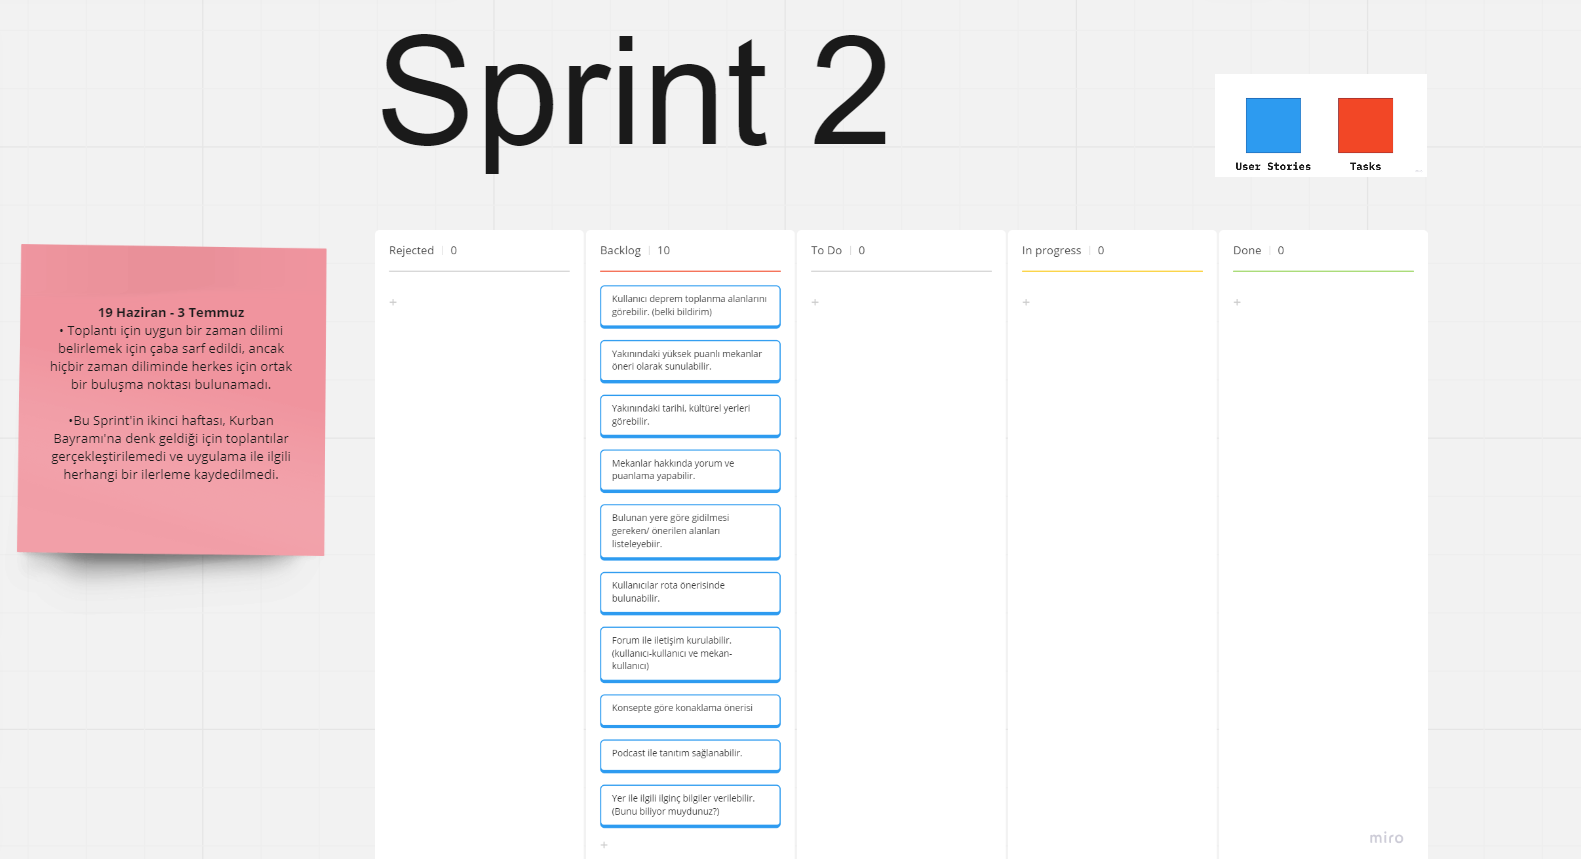 Sprint 2
User Stories
Tasks
19 Haziran - 3 Temmuz
• Toplantı için uygun bir zaman dilimi
belirlemek için çaba sarf edildi, ancak
hiçbir zaman diliminde herkes için ortak
bir buluşma noktası bulunamadı.
•Bu Sprint'in ikinci haftası, Kurban
Bayramı'na denk geldiği için toplantılar
gerçekleştirilemedi ve uygulama ile ilgili
herhangi bir ilerleme kaydedilmedi.
Rejected | 0
+
Backlog | 10
Kullanıcı deprem toplanma alanlarını
görebilir. (belki bildirim)
Yakınındaki yüksek puanlı mekanlar
öneri olarak sunulabilir.
Yakınındaki tarihi, kültürel yerleri
görebilir.
Mekanlar hakkında yorum ve
puanlama yapabilir.
Bulunan yere göre gidilmesi
gereken/ önerilen alanları
listeleyebiir.
Kullanıcılar rota önerisinde
bulunabilir.
Forum ile iletişim kurulabilir.
(kullanıcı-kullanıcı ve mekan-
kullanıcı)
Konsepte göre konaklama önerisi
Podcast ile tanıtım sağlanabilir.
Yer ile ilgili ilginç bilgiler verilebilir.
(Bunu biliyor muydunuz?)
+
To Do | 0
+
In progress | 0
+
Done | 0
+
miro